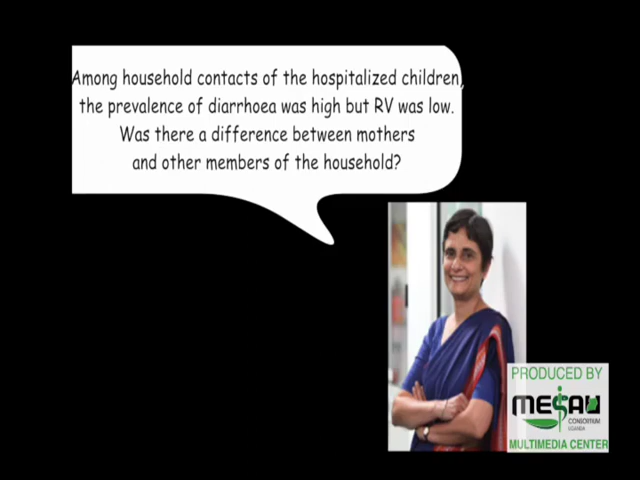 Among household contacts of the hospitalized children,
the prevalence of diarrhoea was high but RV was low.
Was there a difference between mothers
and other members of the household?
PRODUCED BY
MESAU
CONSORTIUM
UGANDA
MULTIMEDIA CENTER